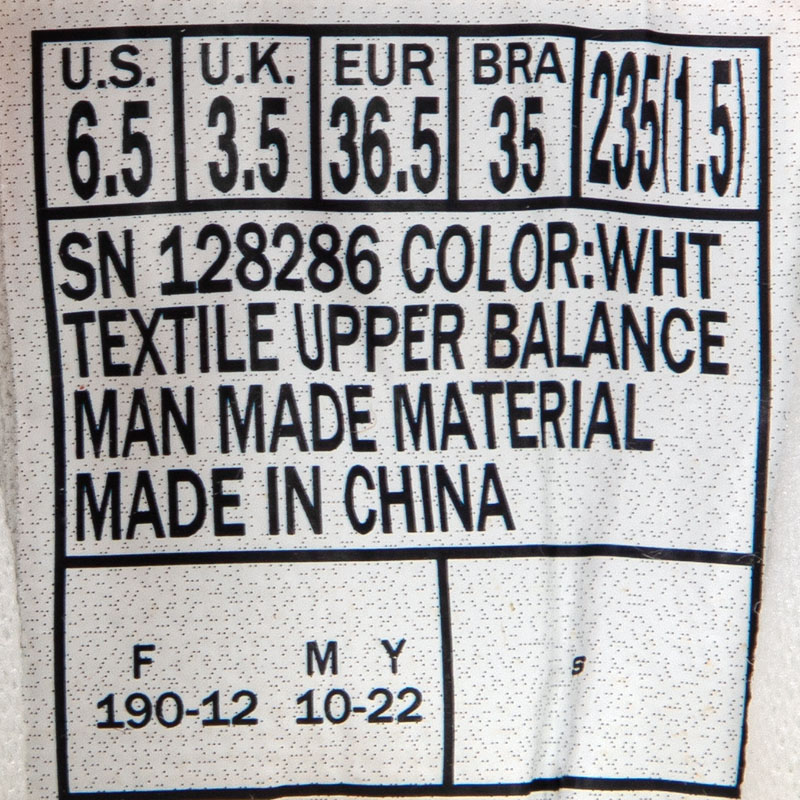 U.S. U.K. EUR BRA
6.5 3.5 36.5 35 235(1.5)
SN 128286 COLOR:WHT
TEXTILE UPPER BALANCE
MAN MADE MATERIAL
MADE IN CHINA
F M Y
190-12 10-22
S